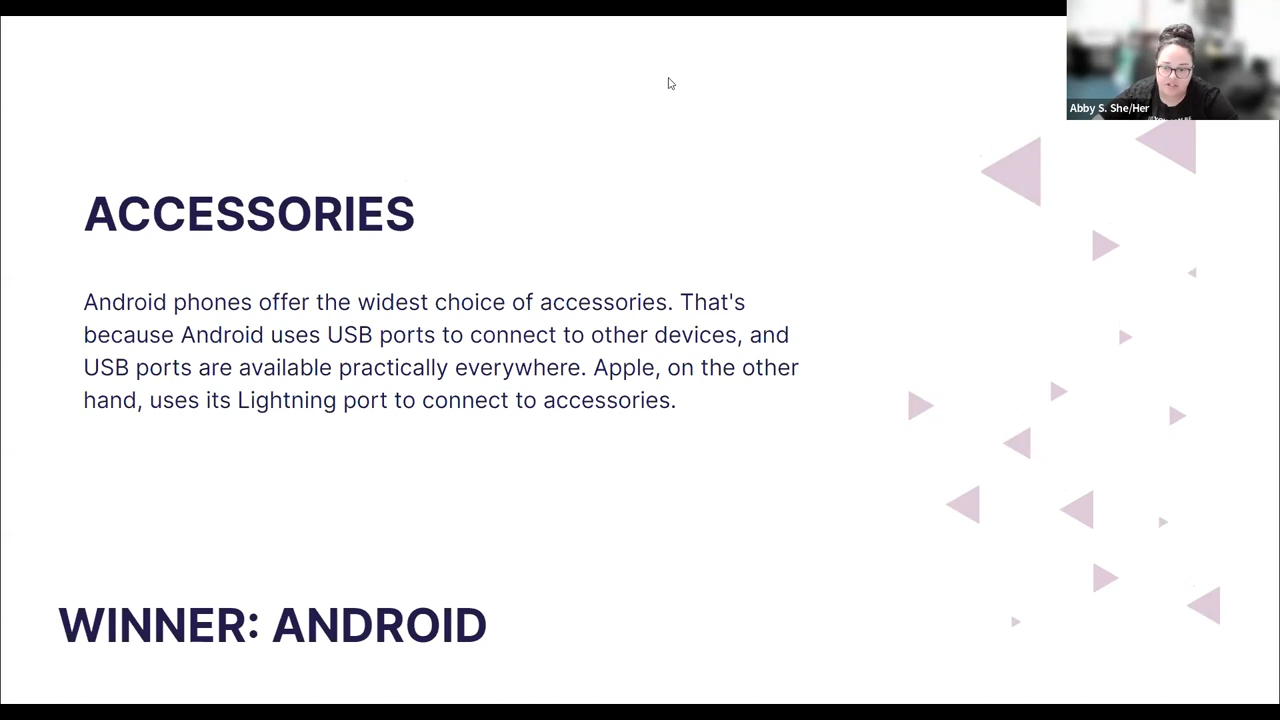 Abby S. She/Her
ACCESSORIES
Android phones offer the widest choice of accessories. That's
because Android uses USB ports to connect to other devices, and
USB ports are available practically everywhere. Apple, on the other
hand, uses its Lightning port to connect to accessories.
WINNER: ANDROID